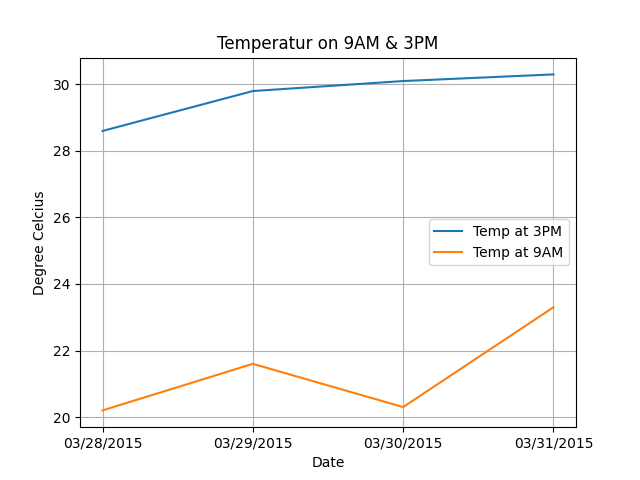 Temperatur on 9AM & 3PM
30
28
26
24
22
20
Degree Celcius
Temp at 3PM
Temp at 9AM
03/28/2015 03/29/2015 03/30/2015 03/31/2015
Date